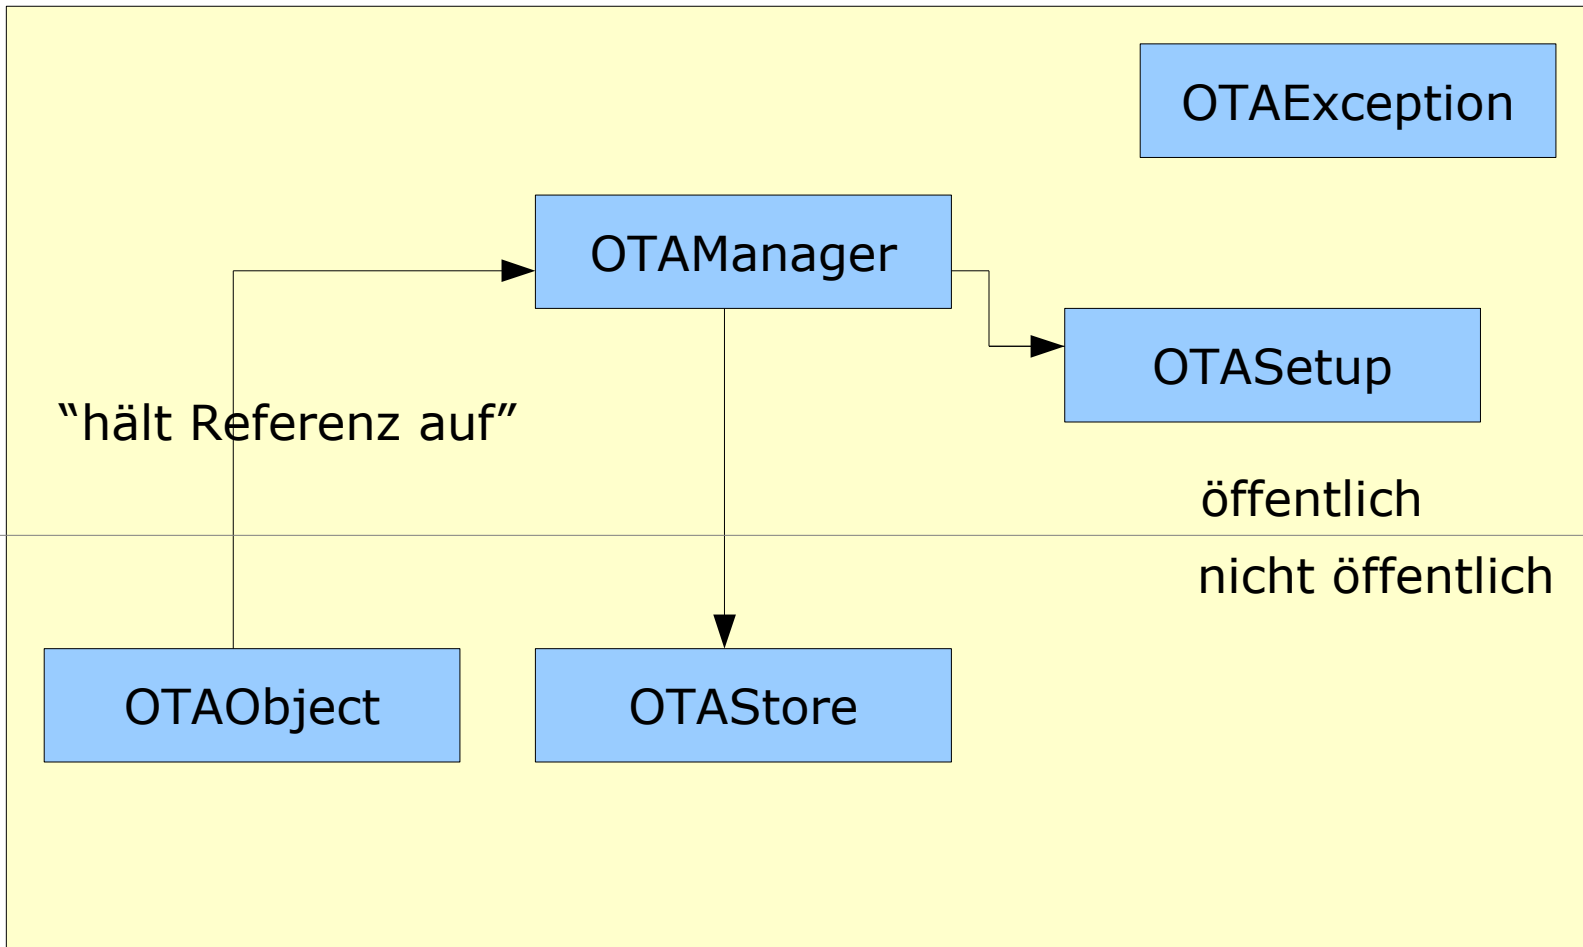 OTAException
OTAManager
OTASetup
“hält Referenz auf”
öffentlich
nicht öffentlich
OTAObject
OTAStore